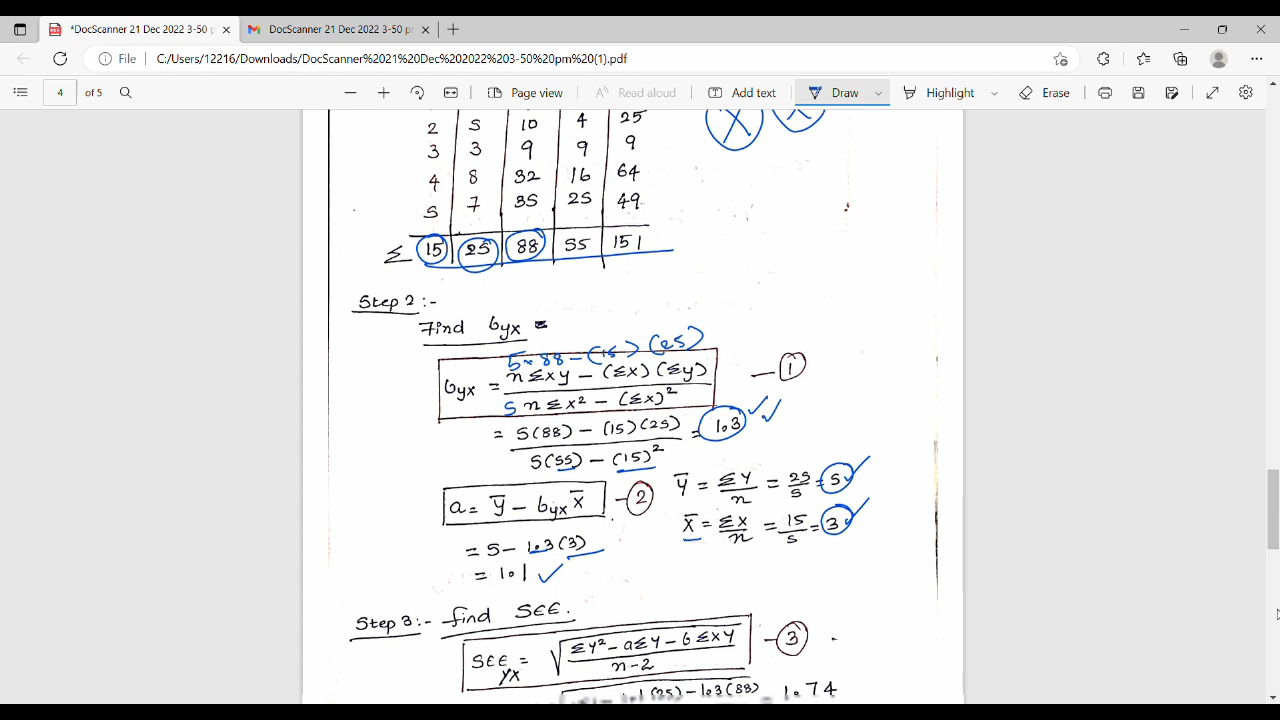 *DocScanner 21 Dec 2022 3-50 p
DocScanner 21 Dec 2022 3-50 p
File C:/Users/12216/Downloads/DocScanner%2021%20Dec%202022%203-50%20pm%20(1).pdf
4 of 5 Page view Read aloud Add text Draw Highlight Erase
2 5 10 4 25
3 3 9 9 9
4 8 32 16 64
5 7 35 25 49
Σ 15 25 88 55 151
Step 2 :-
Find byx =
5*88-(15)(25)
byx = nΣxy - (Σx)(Σy) — 1
5 nΣx² - (Σx)²
= 5(88) - (15)(25) = 1.3
5(55) - (15)²
a = Y̅ - byx X̅ - 2
Y̅ = ΣY/n = 25/5 = 5
X̅ = ΣX/n = 15/5 = 3
= 5 - 1.3(3)
= 1.1
Step 3 :- find SEE.
SEE yx = √ΣY² - aΣY - bΣXY - 3
n-2
1(25) - 1.3(88) 1.74